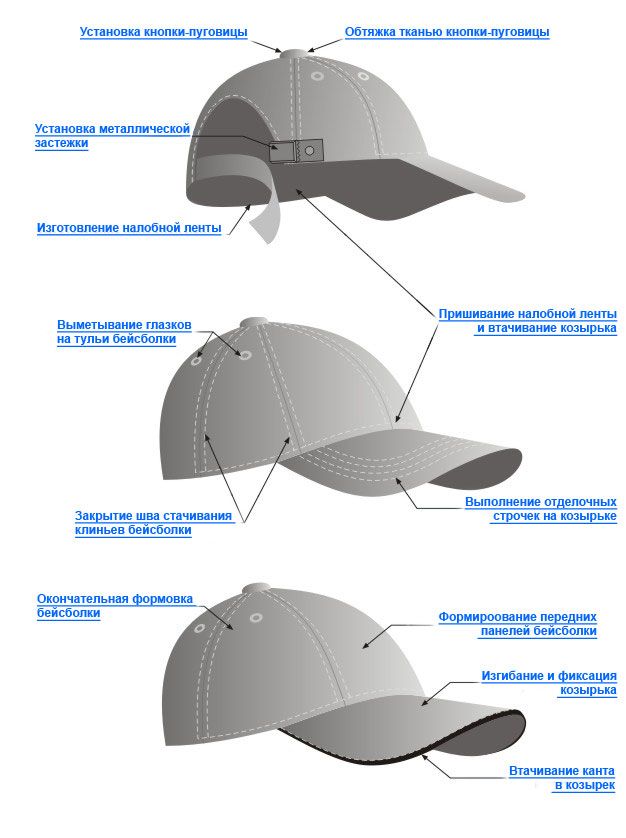 Установка кнопки-пуговицы
Обтяжка тканью кнопки-пуговицы
Установка металлической
застежки
Изготовление налобной ленты
Пришивание налобной ленты
и втачивание козырька
Выметывание глазков
на тульи бейсболки
Закрытие шва стачивания
клиньев бейсболки
Выполнение отделочных
строчек на козырьке
Окончательная формовка
бейсболки
Формироование передних
панелей бейсболки
Изгибание и фиксация
козырька
Втачивание канта
в козырек